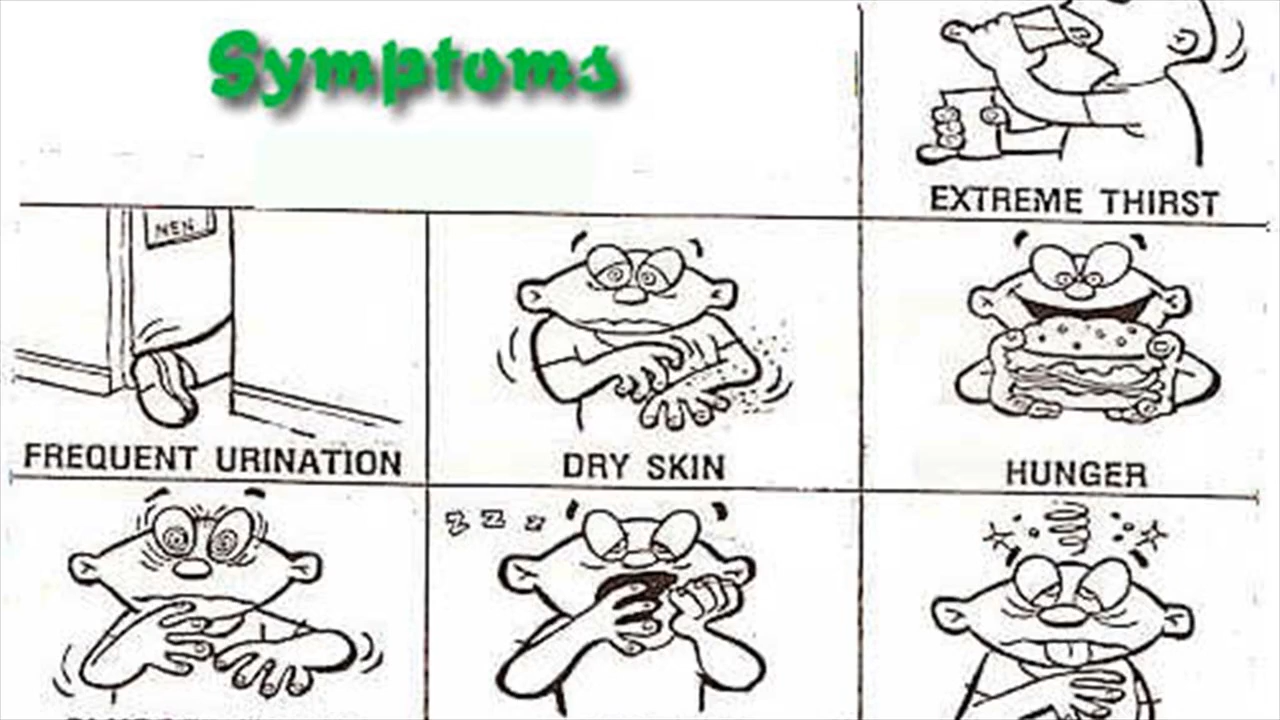 Symptoms
EXTREME THIRST
MEN
FREQUENT URINATION
DRY SKIN
HUNGER
z z z